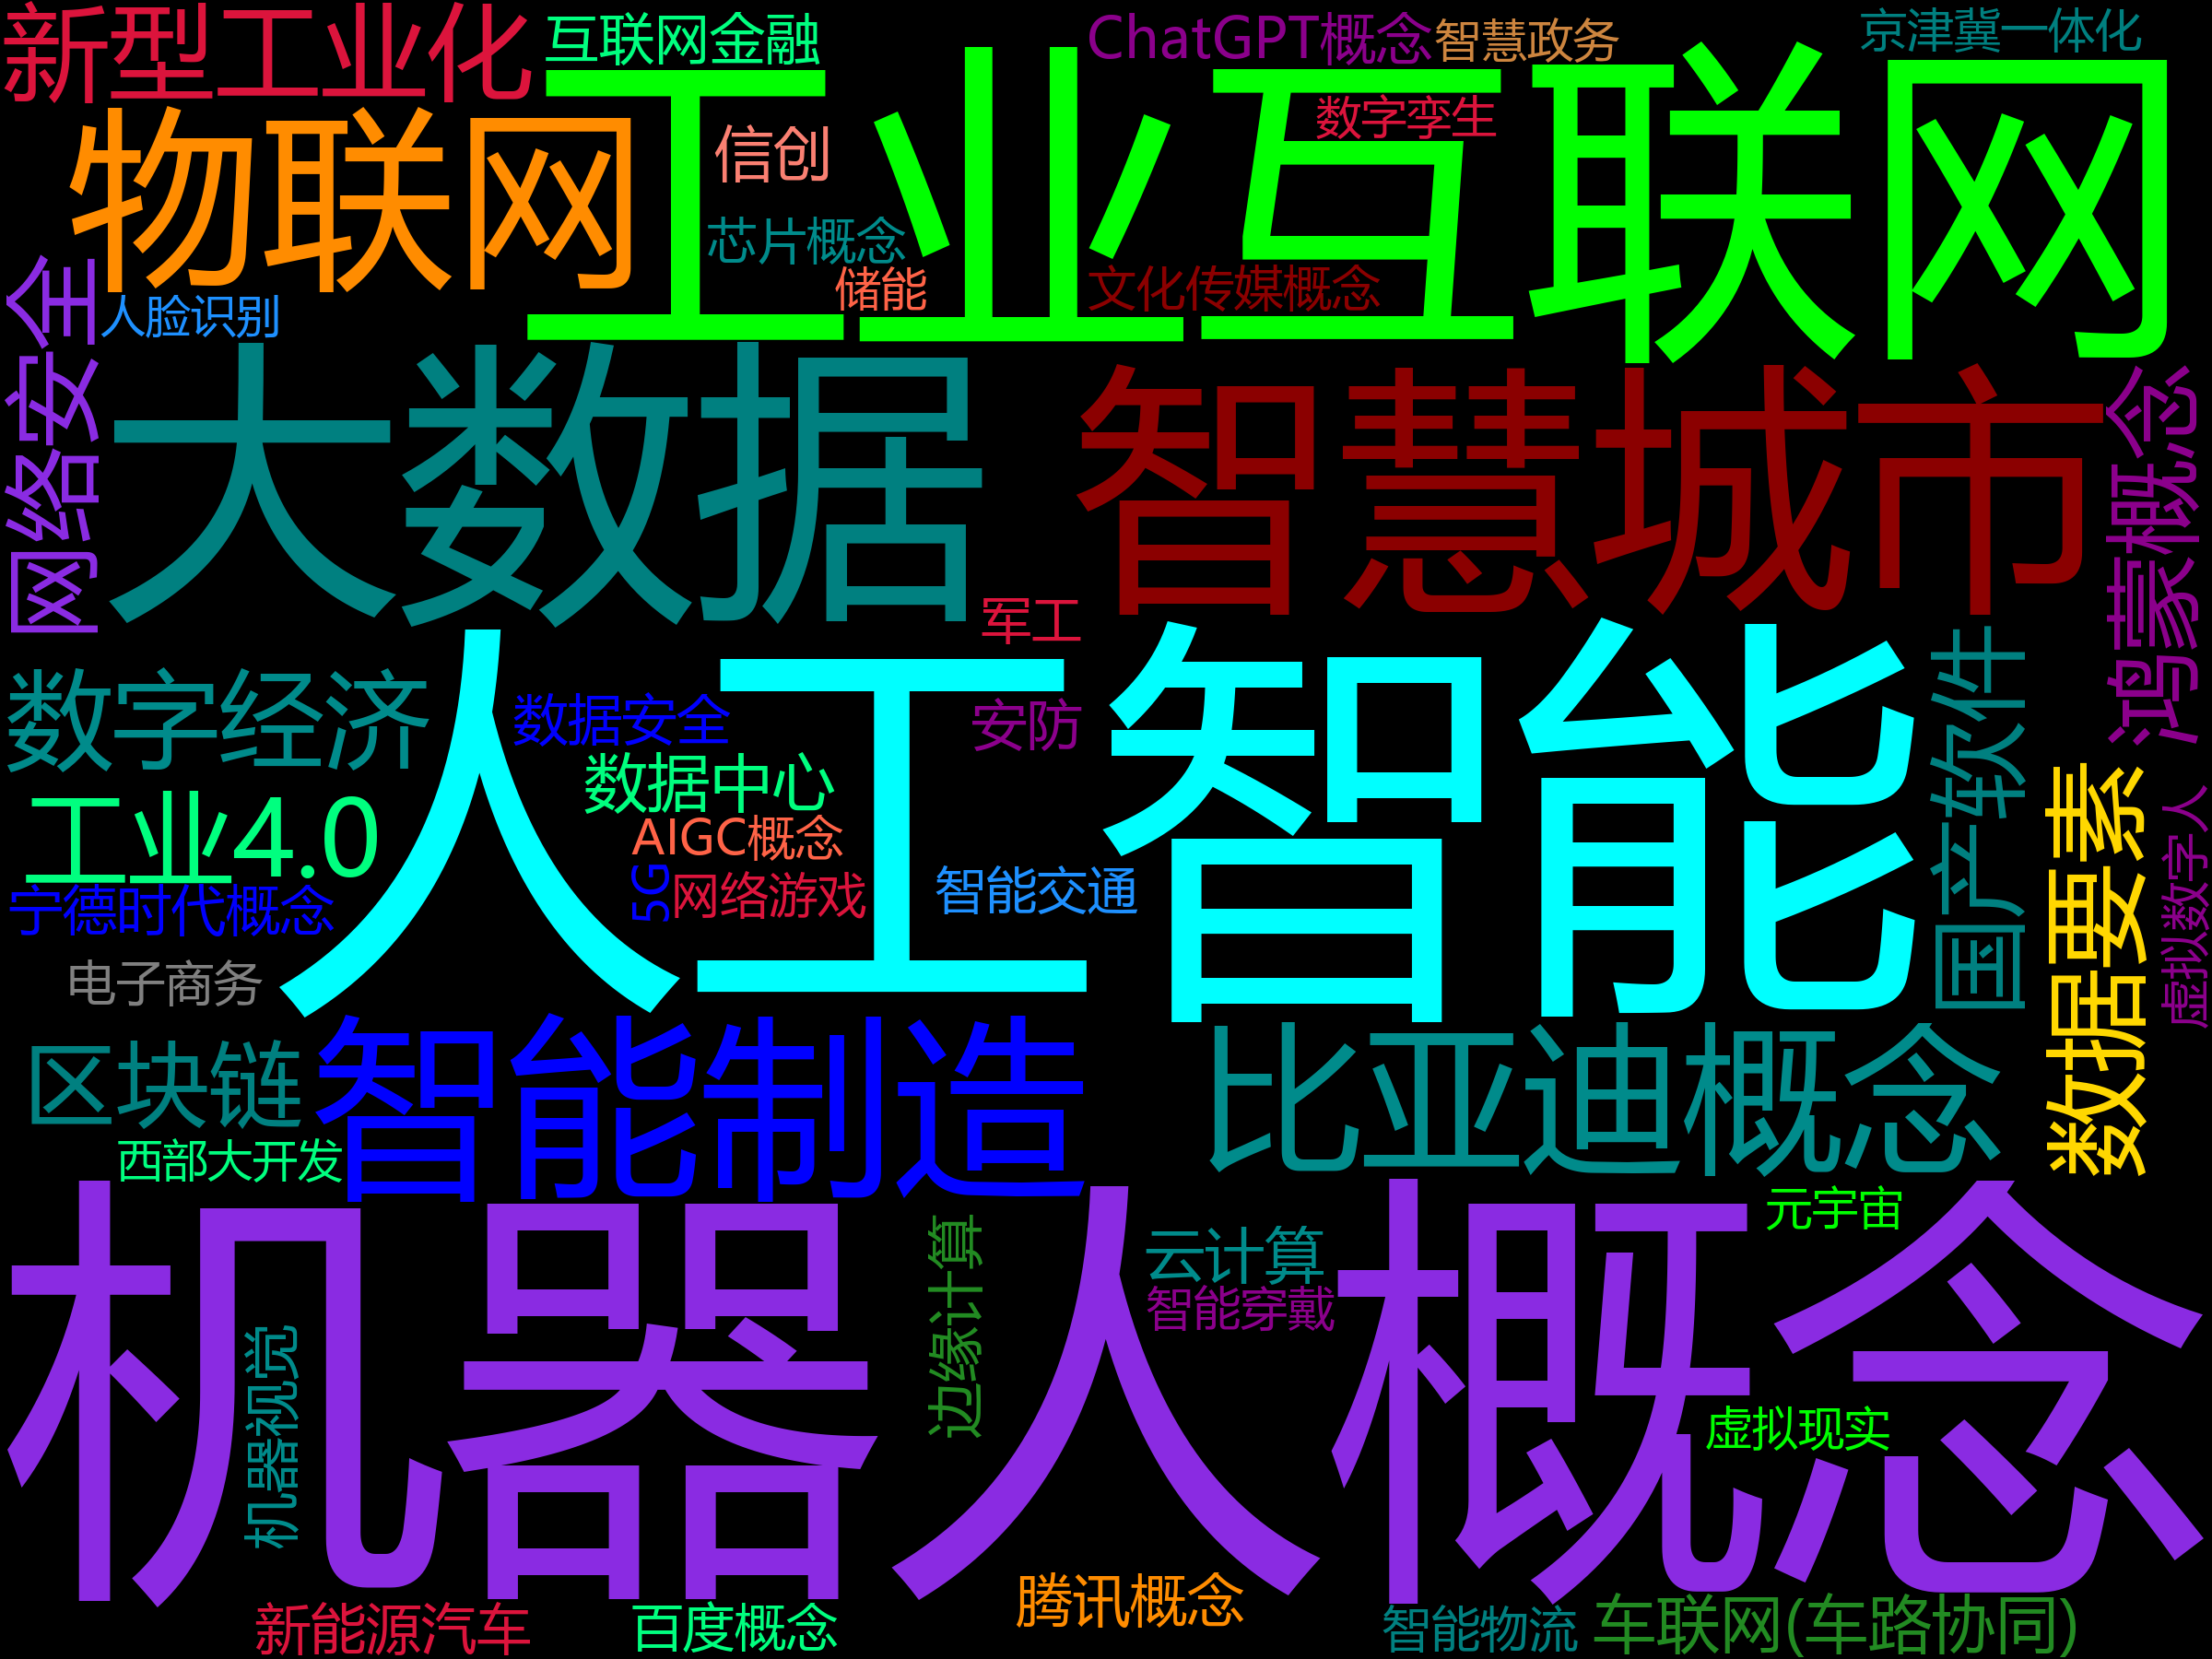 新型工业化
互联网金融
ChatGPT概念
智慧政务
京津冀一体化
工业互联网
物联网
信创
数字孪生
芯片概念
储能
文化传媒概念
人脸识别
网络安全
大数据
智慧城市
鸿蒙概念
军工
人工智能
数字经济
数据安全
安防
国产软件
数据中心
工业4.0
AIGC概念
5G
网络游戏
智能交通
数据要素
虚拟数字人
宁德时代概念
电子商务
智能制造
比亚迪概念
区块链
西部大开发
机器人概念
元宇宙
边缘计算
云计算
智能穿戴
机器视觉
虚拟现实
腾讯概念
新能源汽车
百度概念
智能物流
车联网(车路协同)